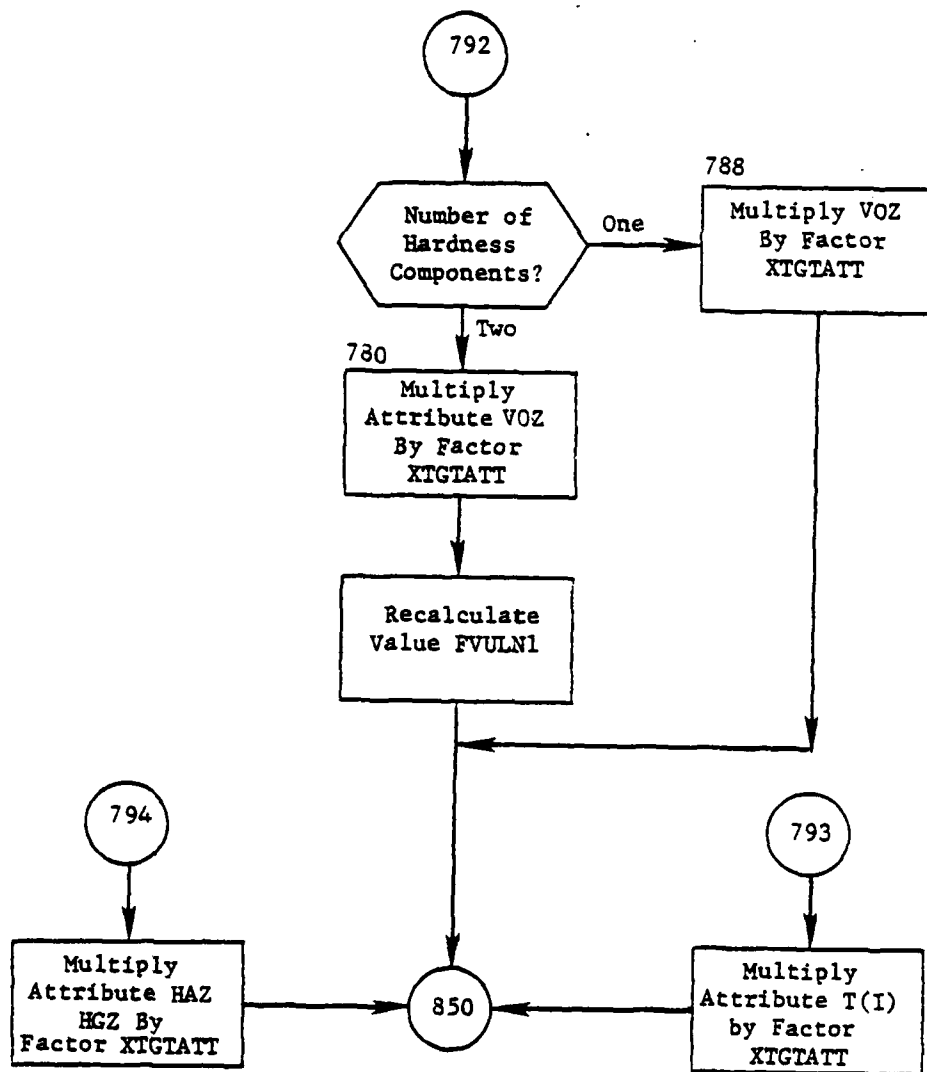 792
Number of
Hardness
Components?
One
788
Multiply VOZ
By Factor
XTGTATT
Two
780
Multiply
Attribute VOZ
By Factor
XTGTATT
Recalculate
Value FVULN1
794
793
Multiply
Attribute HAZ
HGZ By
Factor XTGTATT
850
Multiply
Attribute T(I)
by Factor
XTGTATT